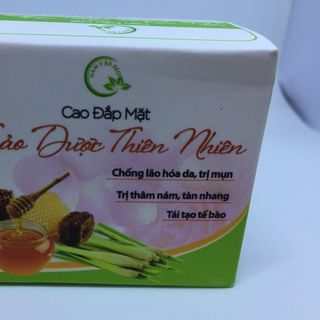 Cao Đắp Mặt
ảo Dược Thiên Nhiên
Chống lão hóa da, trị mụn
Trị thâm nám, tàn nhang
Tái tạo tế bào